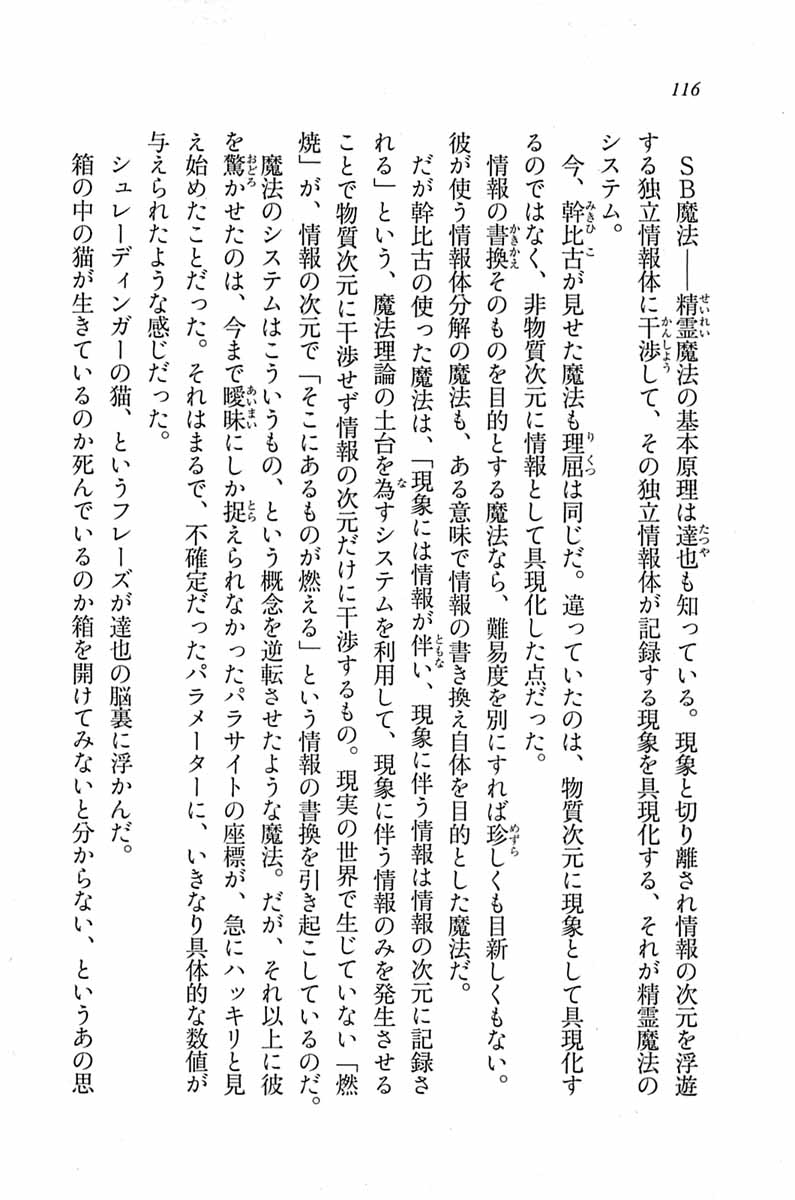 116
ＳＢ魔法――精霊魔法の基本原理は達也も知っている。現象と切り離され情報の次元を浮遊
する独立情報体に干渉して、その独立情報体が記録する現象を具現化する、それが精霊魔法の
システム。
今、幹比古が見せた魔法も理屈は同じだ。違っていたのは、物質次元に現象として具現化す
るのではなく、非物質次元に情報として具現化した点だった。
情報の書換そのものを目的とする魔法なら、難易度を別にすれば珍しくも目新しくもない。
彼が使う情報体分解の魔法も、ある意味で情報の書き換え自体を目的とした魔法だ。
だが幹比古の使った魔法は、「現象には情報が伴い、現象に伴う情報は情報の次元に記録さ
れる」という、魔法理論の土台を為すシステムを利用して、現象に伴う情報のみを発生させる
ことで物質次元に干渉せず情報の次元だけに干渉するもの。現実の世界で生じていない「燃
焼」が、情報の次元で「そこにあるものが燃える」という情報の書換を引き起こしているのだ。
魔法のシステムはこういうもの、という概念を逆転させたような魔法。だが、それ以上に彼
を驚かせたのは、今まで曖昧にしか捉えられなかったパラサイトの座標が、急にハッキリと見
え始めたことだった。それはまるで、不確定だったパラメーターに、いきなり具体的な数値が
与えられたような感じだった。
シュレーディンガーの猫、というフレーズが達也の脳裏に浮かんだ。
箱の中の猫が生きているのか死んでいるのか箱を開けてみないと分からない、というあの思